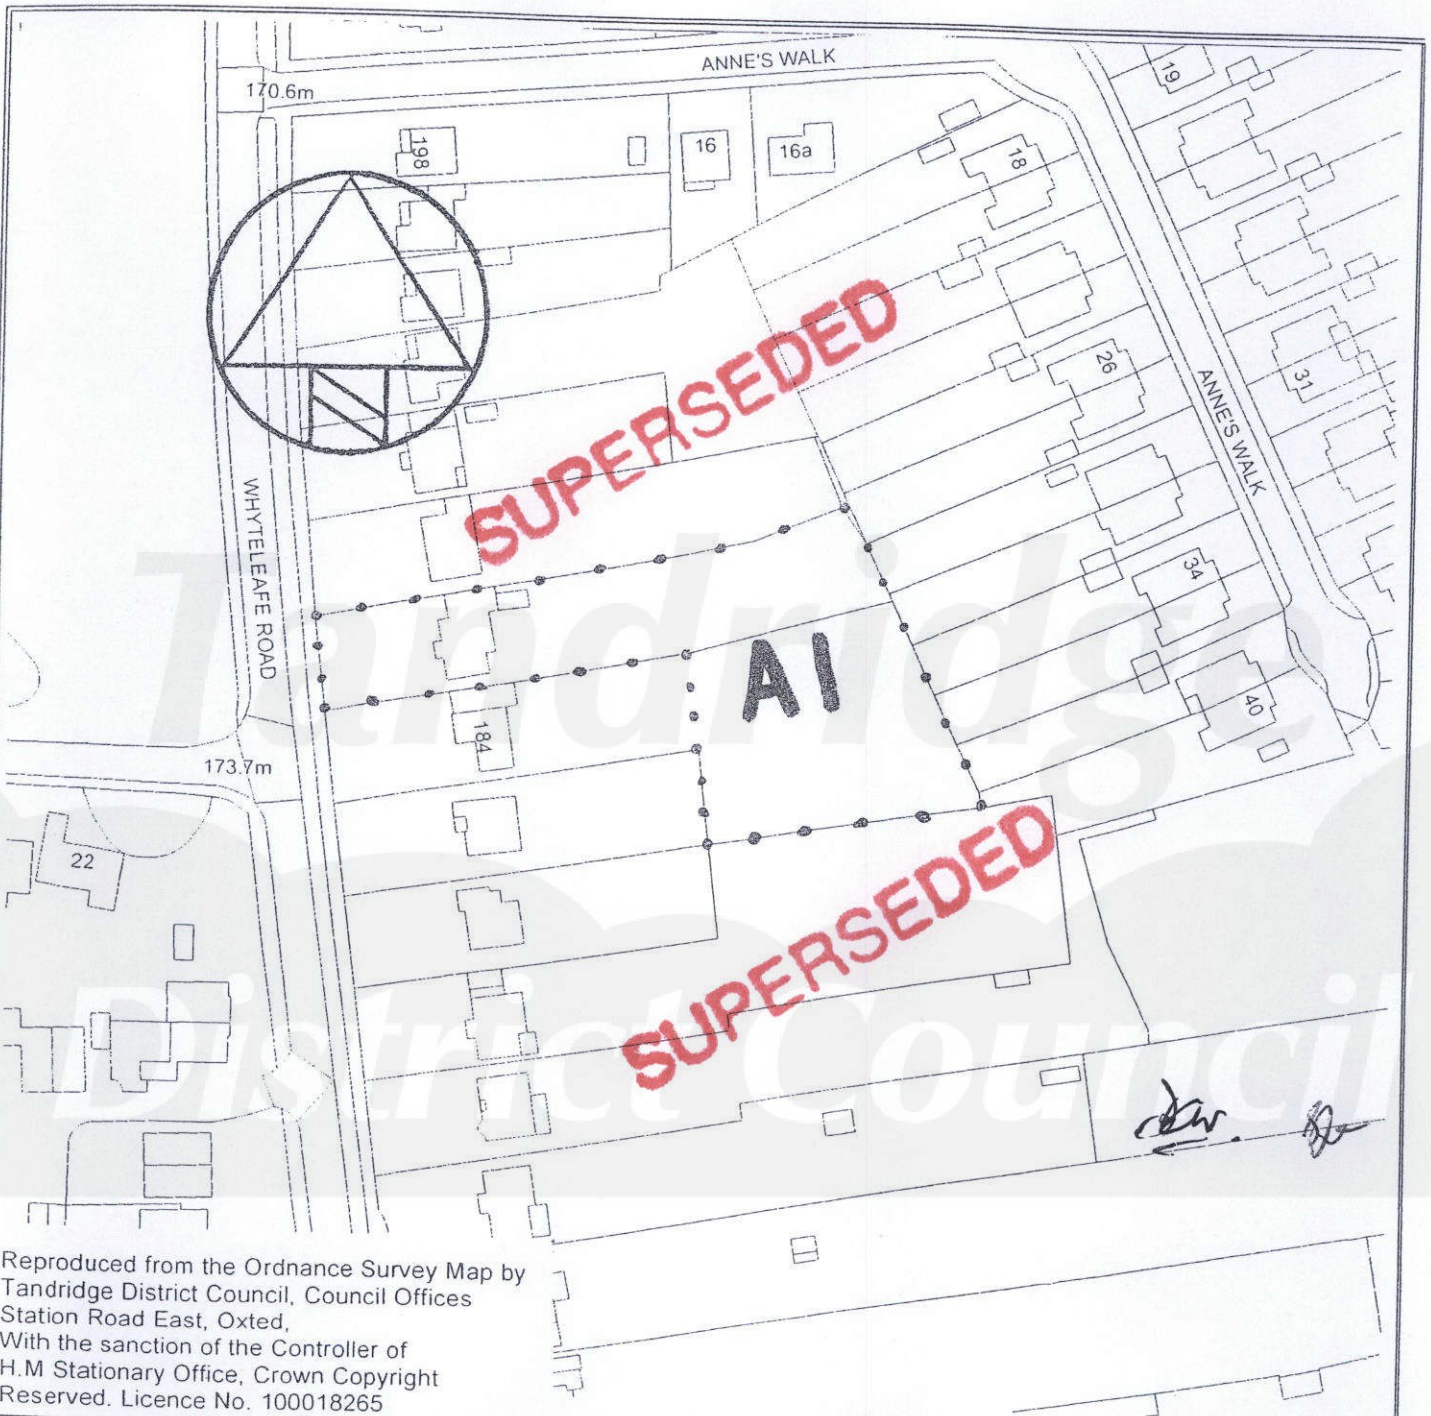 ANNE'S WALK
170.6m
19
198
16
16a
18
SUPERSEDED
26
31
ANNE'S WALK
WHYTELEAFE ROAD
Tandridge
34
A1
184
40
173.7m
22
SUPERSEDED
District Council
Reproduced from the Ordnance Survey Map by
Tandridge District Council, Council Offices
Station Road East, Oxted,
With the sanction of the Controller of
H.M Stationary Office, Crown Copyright
Reserved. Licence No. 100018265